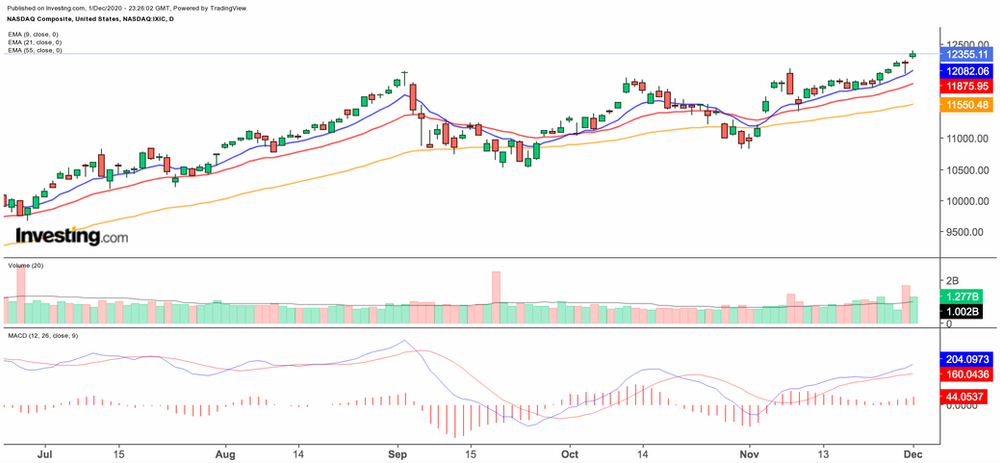 Published on Investing.com, 1/Dec/2020 - 23:26:02 GMT, Powered by TradingView.
NASDAQ Composite, United States, NASDAQ:IXIC, D
EMA (9, close, 0)
EMA (21, close, 0)
EMA (55, close, 0)
12500.00
12355.11
12082.06
11875.95
11550.48
11000.00
10500.00
10000.00
9500.00
Investing.com
Volume (20)
2B
1.277B
1.002B
0
MACD (12, 26, close, 9)
204.0973
160.0436
44.0537
0.0000
Jul 15 Aug 14 Sep 15 Oct 14 Nov 13 Dec